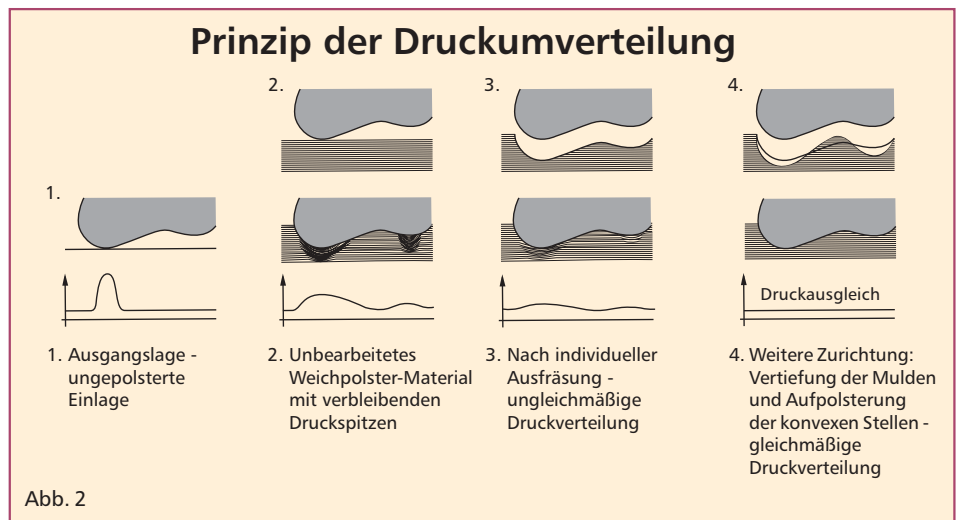 Prinzip der Druckumverteilung
1.
2.
3.
4.
Druckausgleich
1. Ausgangslage -
ungepolsterte
Einlage
2. Unbearbeitetes
Weichpolster-Material
mit verbleibenden
Druckspitzen
3. Nach individueller
Ausfräsung -
ungleichmäßige
Druckverteilung
4. Weitere Zurichtung:
Vertiefung der Mulden
und Aufpolsterung
der konvexen Stellen -
gleichmäßige
Druckverteilung
Abb. 2